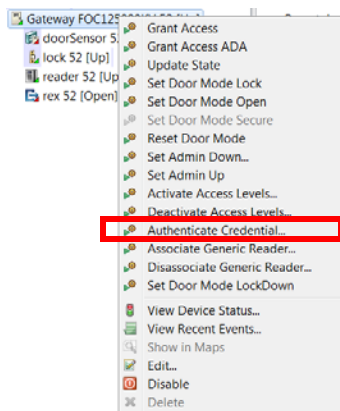 Gateway FOC125
doorSensor 5
lock 52 [Up]
reader 52 [Up
rex 52 [Open]
Grant Access
Grant Access ADA
Update State
Set Door Mode Lock
Set Door Mode Open
Set Door Mode Secure
Reset Door Mode
Set Admin Down...
Set Admin Up
Activate Access Levels...
Deactivate Access Levels...
Authenticate Credential...
Associate Generic Reader...
Disassociate Generic Reader...
Set Door Mode LockDown
View Device Status...
View Recent Events...
Show in Maps
Edit...
Disable
Delete